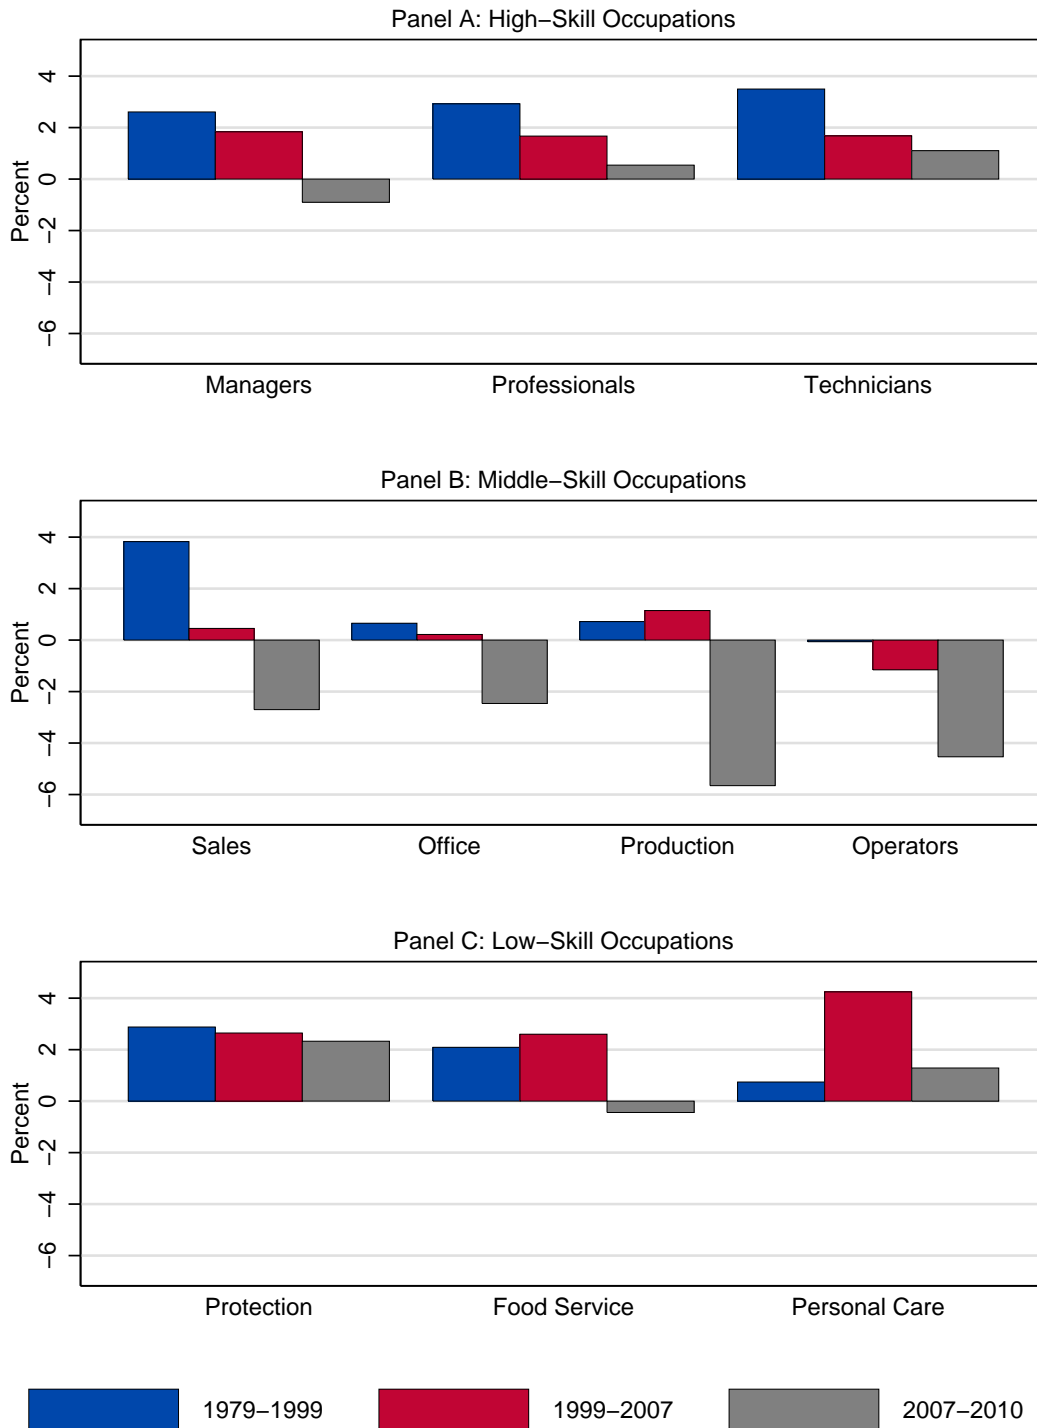 Panel A: High−Skill Occupations
Percent
4
2
0
−2
−4
−6
Managers Professionals Technicians
Panel B: Middle−Skill Occupations
Percent
4
2
0
−2
−4
−6
Sales Office Production Operators
Panel C: Low−Skill Occupations
Percent
4
2
0
−2
−4
−6
Protection Food Service Personal Care
1979−1999 1999−2007 2007−2010